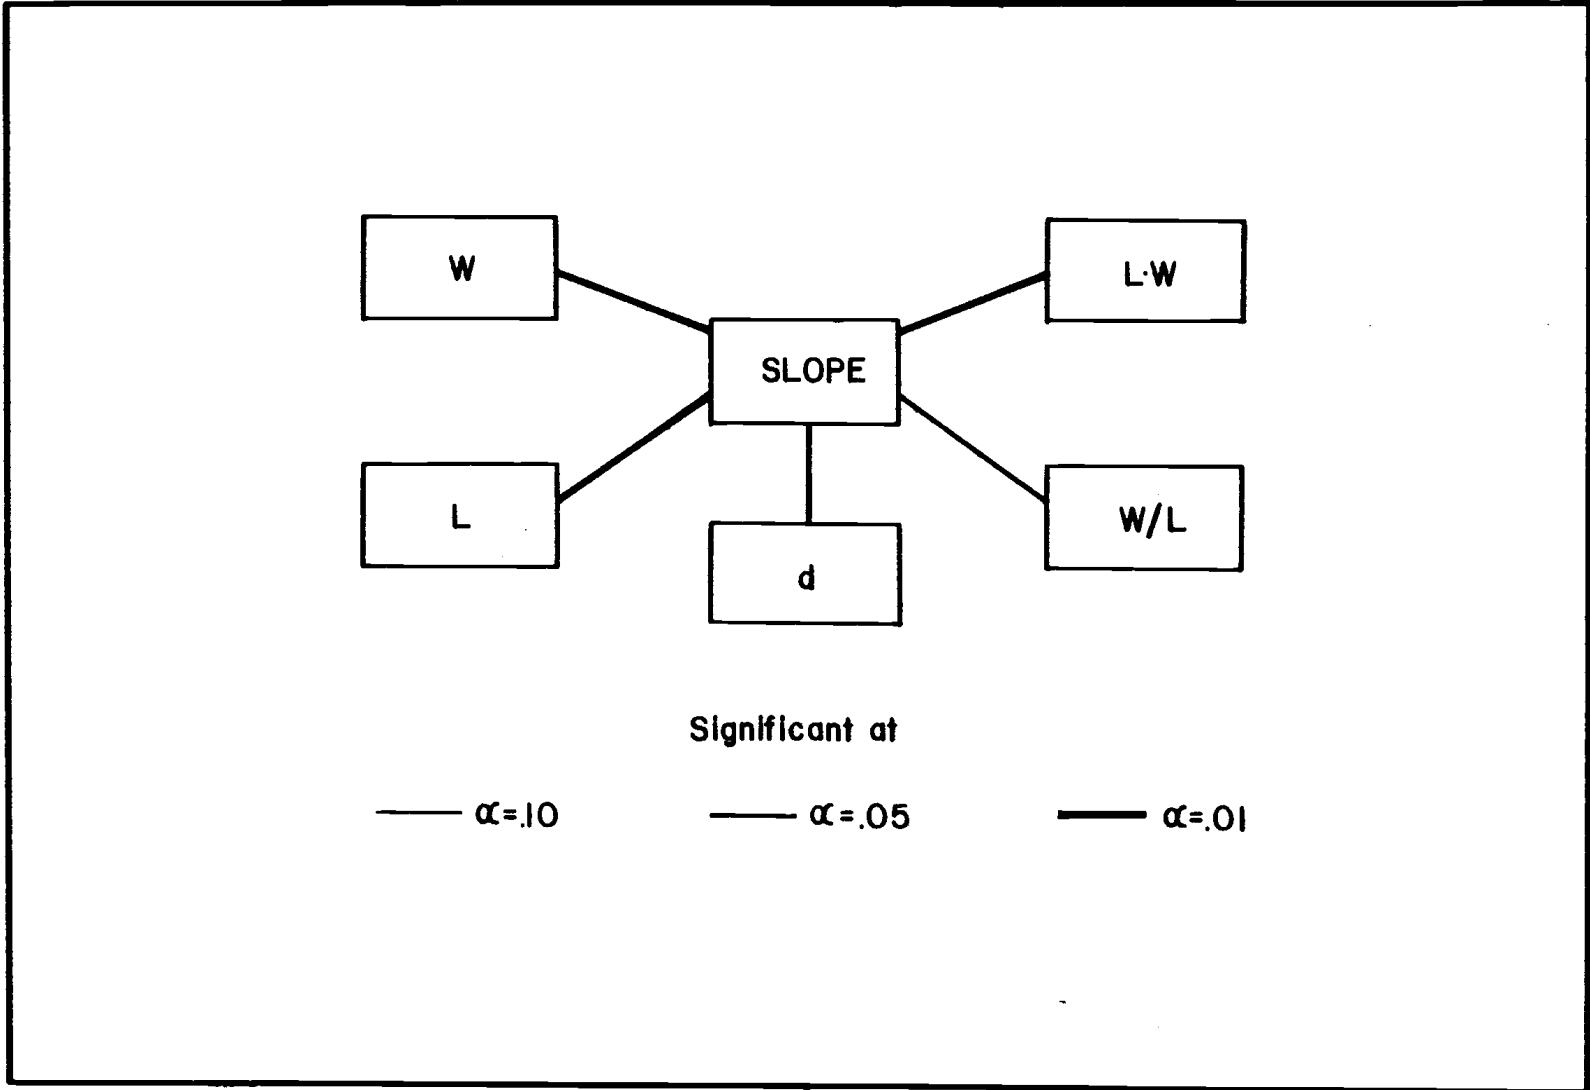 W
L·W
SLOPE
L
W/L
d
Significant at
α=.10
α=.05
α=.01